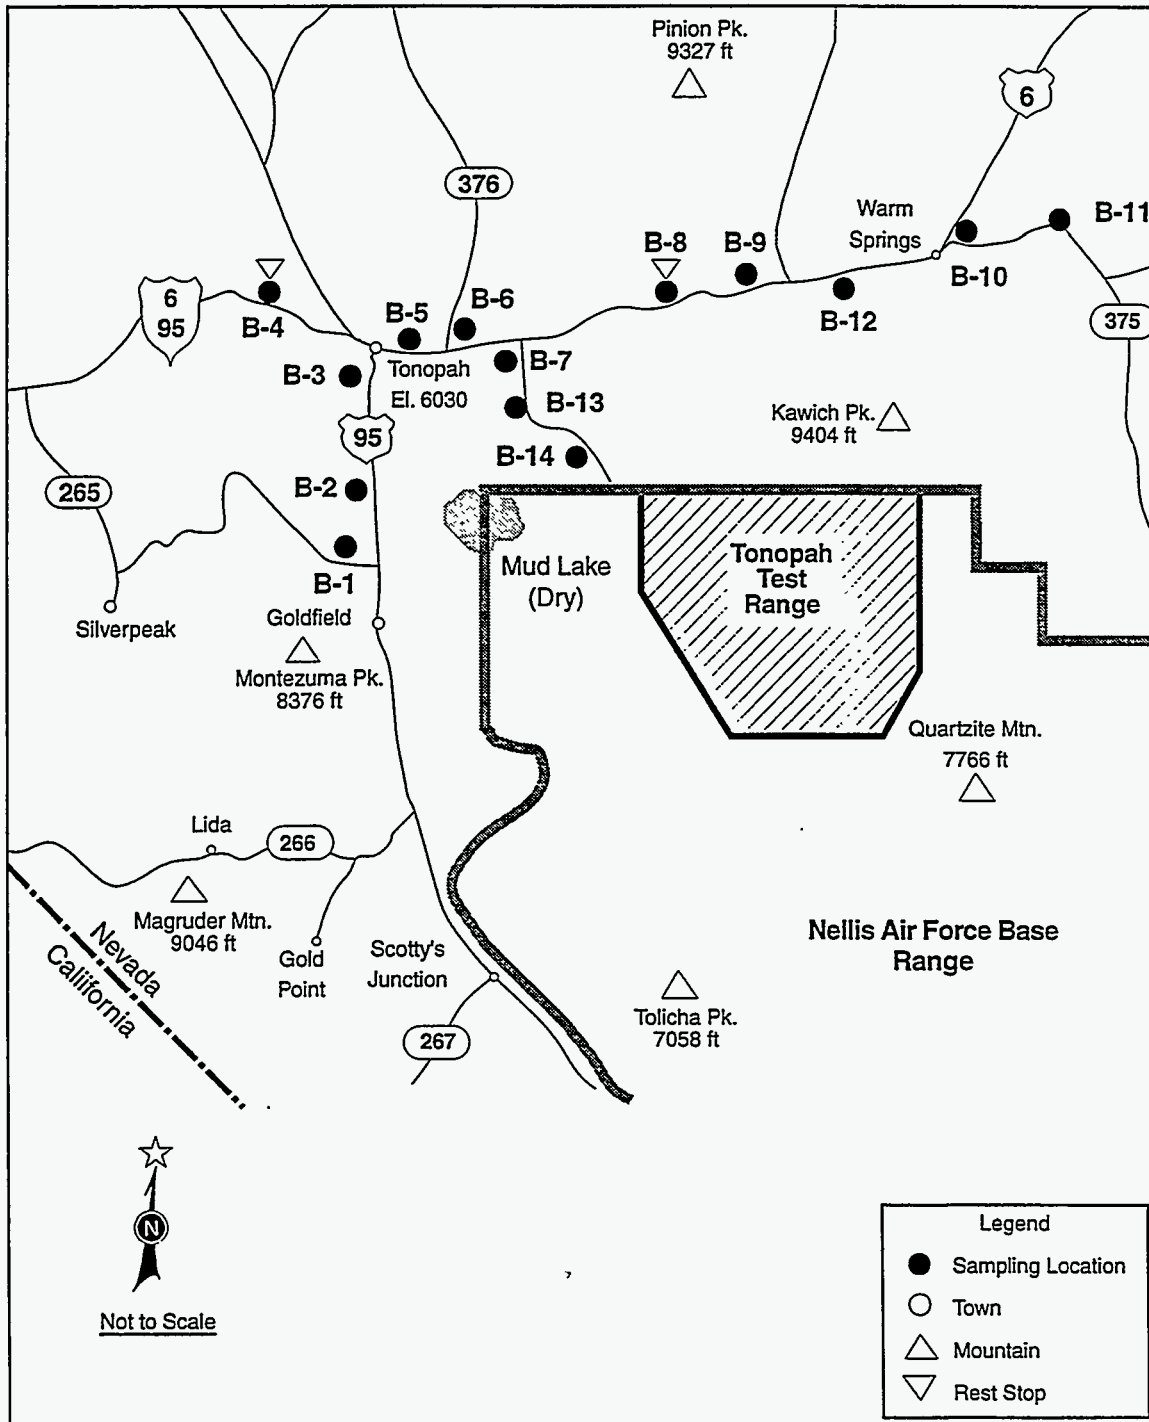 Pinion Pk.
9327 ft
6
376
Warm
Springs
B-11
B-8
B-9
B-10
6
95
B-4
B-5
B-6
B-12
375
B-3
Tonopah
El. 6030
B-7
B-13
Kawich Pk.
9404 ft
95
B-14
265
B-2
Mud Lake
(Dry)
Tonopah
Test
Range
B-1
Silverpeak
Goldfield
Montezuma Pk.
8376 ft
Quartzite Mtn.
7766 ft
Lida
266
Magruder Mtn.
9046 ft
Nevada
Caliifornia
Gold
Point
Scotty's
Junction
Nellis Air Force Base
Range
Tolicha Pk.
7058 ft
267
N
Not to Scale
Legend
Sampling Location
Town
Mountain
Rest Stop